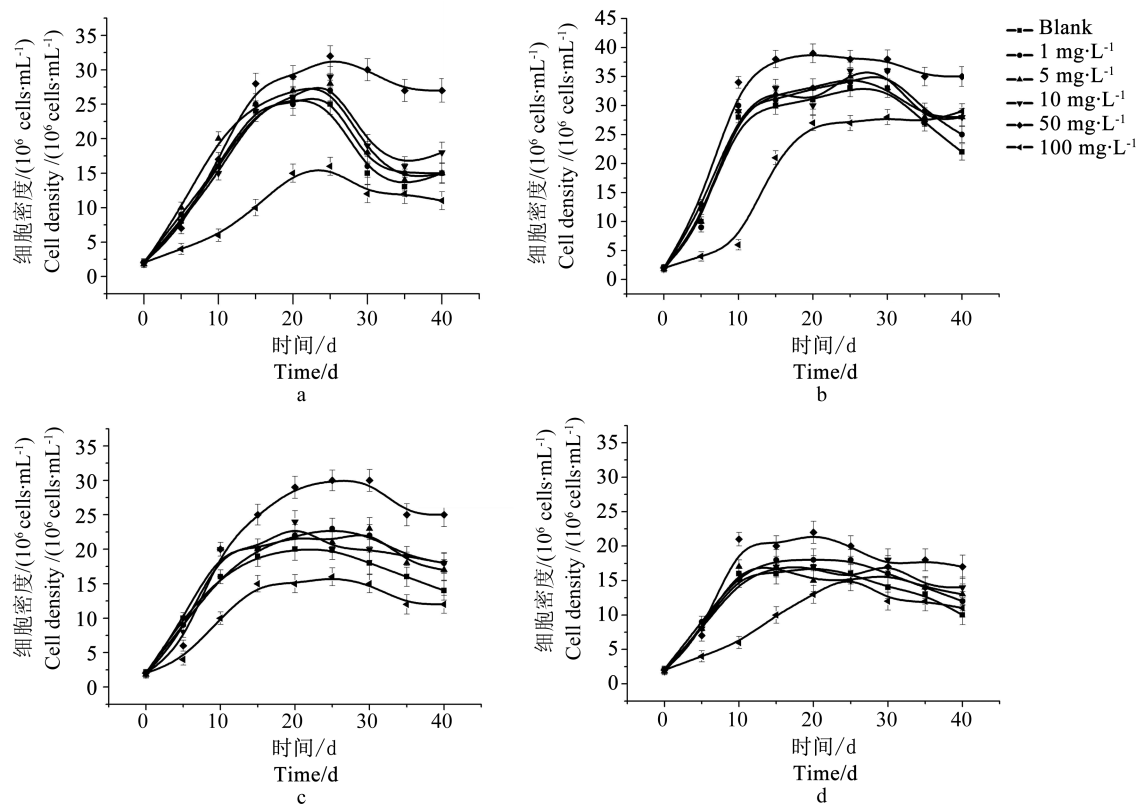 细胞密度/(10⁶ cells·mL⁻¹)
Cell density /(10⁶ cells·mL⁻¹)
35
30
25
20
15
10
5
0
0
10
20
30
40
时间/d
Time/d
a
细胞密度/(10⁶ cells·mL⁻¹)
Cell density /(10⁶ cells·mL⁻¹)
45
40
35
30
25
20
15
10
5
0
0
10
20
30
40
时间/d
Time/d
b
Blank
1 mg·L⁻¹
5 mg·L⁻¹
10 mg·L⁻¹
50 mg·L⁻¹
100 mg·L⁻¹
细胞密度/(10⁶ cells·mL⁻¹)
Cell density /(10⁶ cells·mL⁻¹)
35
30
25
20
15
10
5
0
0
10
20
30
40
时间/d
Time/d
c
细胞密度/(10⁶ cells·mL⁻¹)
Cell density /(10⁶ cells·mL⁻¹)
35
30
25
20
15
10
5
0
0
10
20
30
40
时间/d
Time/d
d